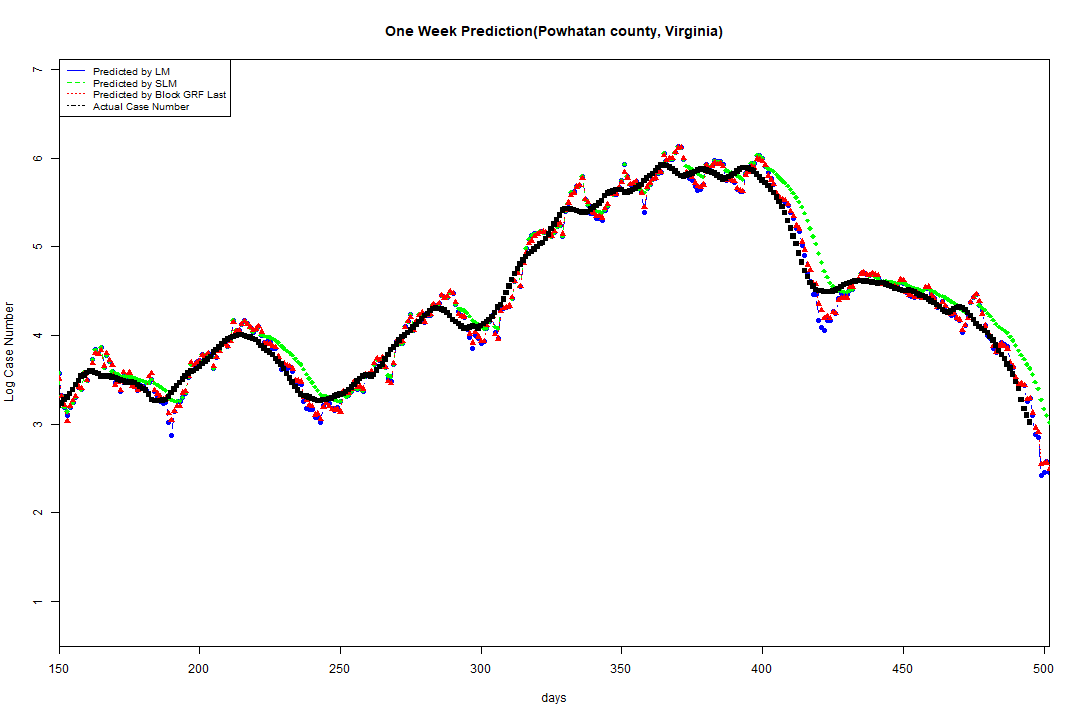 One Week Prediction(Powhatan county, Virginia)
Predicted by LM
Predicted by SLM
Predicted by Block GRF Last
Actual Case Number
7
6
5
4
3
2
1
Log Case Number
150 200 250 300 350 400 450 500
days